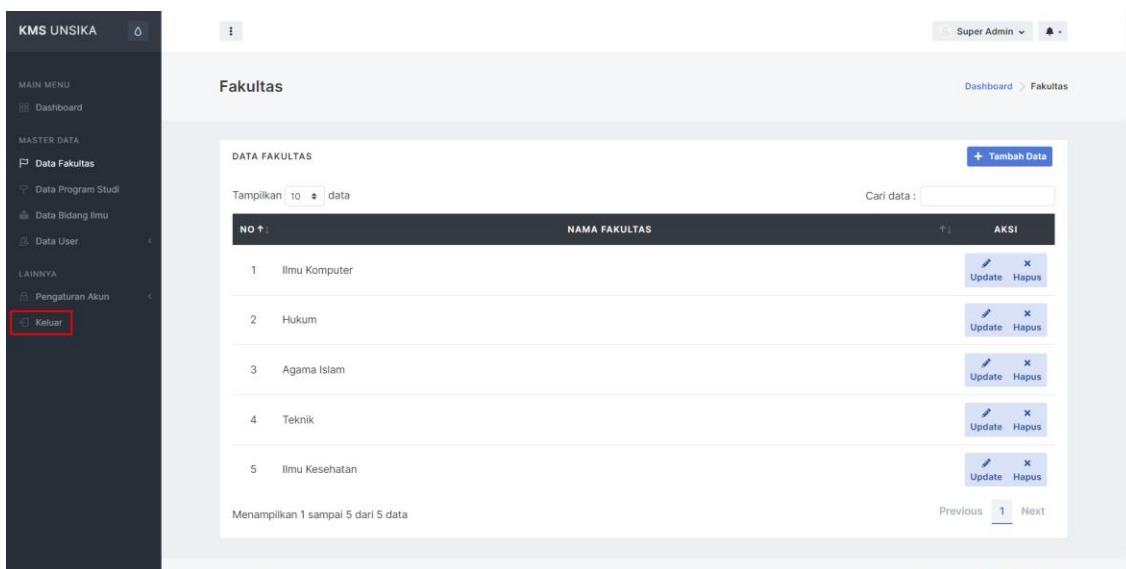 KMS UNSIKA
Super Admin
MAIN MENU
Dashboard
MASTER DATA
Data Fakultas
Data Program Studi
Data Bidang Ilmu
Data User
LAINNYA
Pengaturan Akun
Keluar
Fakultas
Dashboard > Fakultas
DATA FAKULTAS
+ Tambah Data
Tampilkan 10 data
Cari data :
NO NAMA FAKULTAS AKSI
1 Ilmu Komputer Update Hapus
2 Hukum Update Hapus
3 Agama Islam Update Hapus
4 Teknik Update Hapus
5 Ilmu Kesehatan Update Hapus
Menampilkan 1 sampai 5 dari 5 data
Previous 1 Next